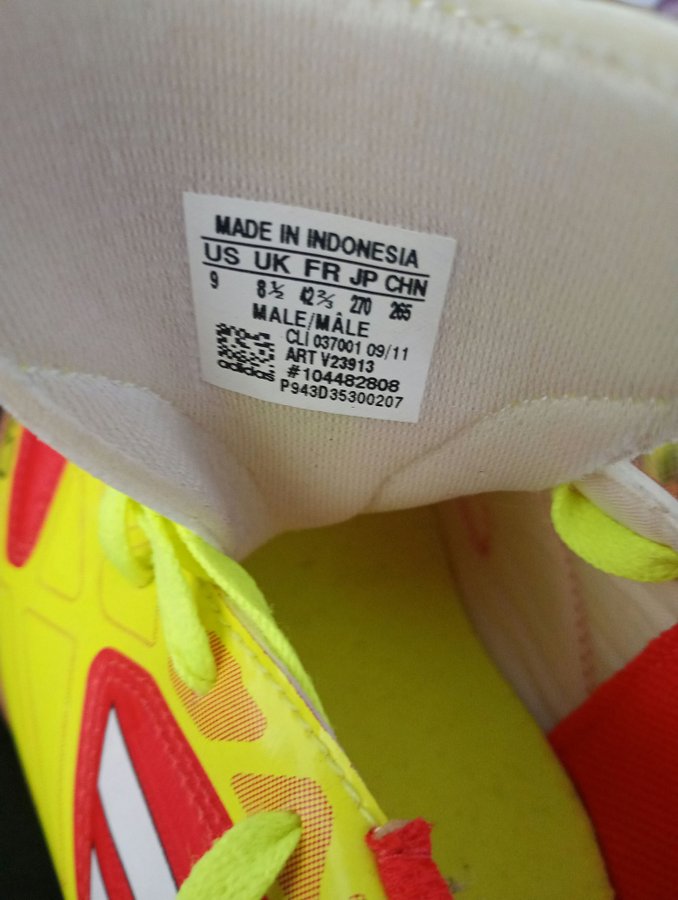 MADE IN INDONESIA
US UK FR JP CHN
9 8½ 42⅔ 270 265
MALE/MÂLE
CLI 037001 09/11
ART V23913
adidas #104482808
P943D35300207